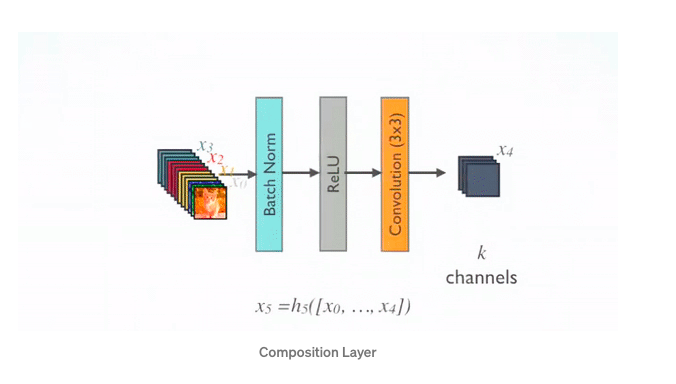 x3
x2
x1
x0
Batch Norm
ReLU
Convolution (3x3)
x4
k
channels
x5 =h5([x0, ..., x4])
Composition Layer